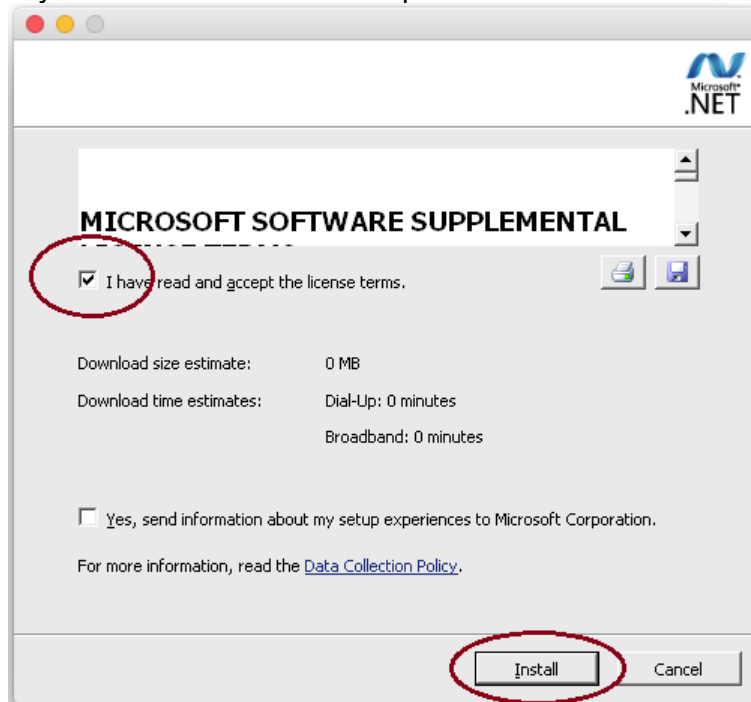 Microsoft
.NET
MICROSOFT SOFTWARE SUPPLEMENTAL
I have read and accept the license terms.
Download size estimate: 0 MB
Download time estimates: Dial-Up: 0 minutes
Broadband: 0 minutes
Yes, send information about my setup experiences to Microsoft Corporation.
For more information, read the Data Collection Policy.
Install Cancel